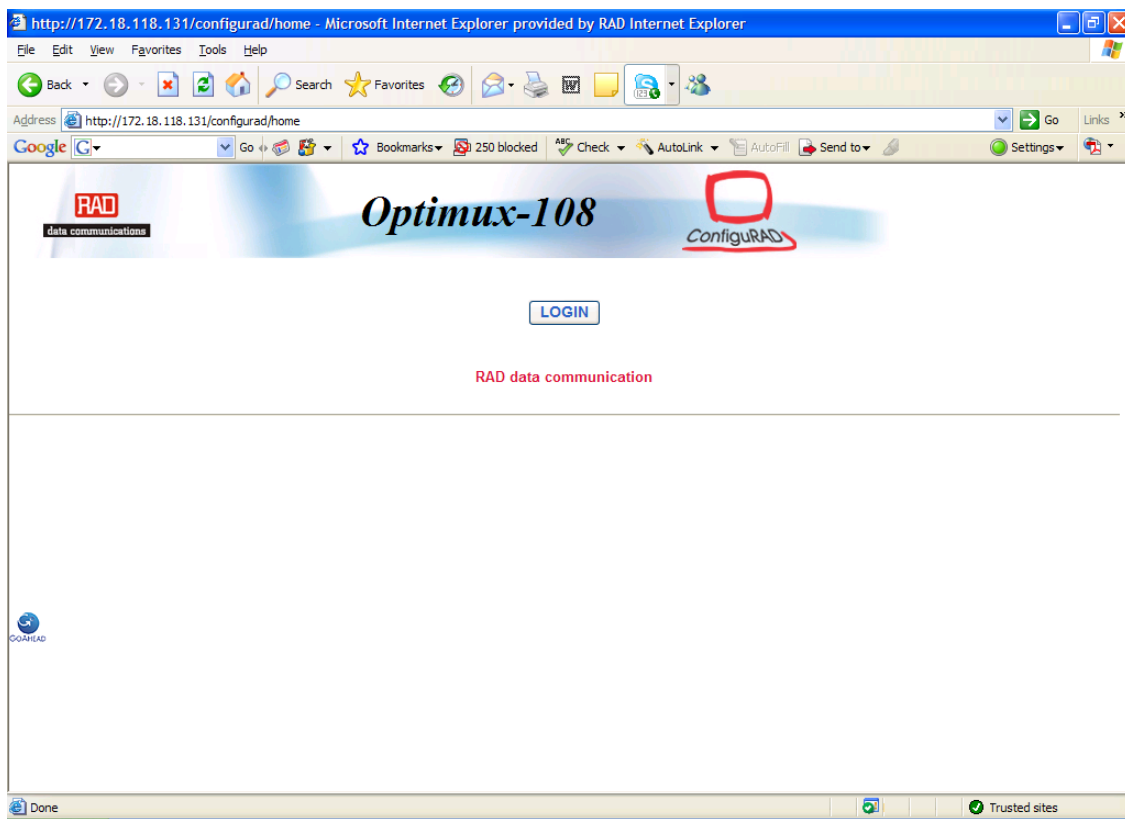 http://172.18.118.131/configurad/home - Microsoft Internet Explorer provided by RAD Internet Explorer
File Edit View Favorites Tools Help
Back Search Favorites
Address http://172.18.118.131/configurad/home Go Links »
Google G Go Bookmarks 250 blocked ABC Check AutoLink AutoFill Send to Settings
RAD
data communications
Optimux-108
ConfiguRAD
LOGIN
RAD data communication
GOAHEAD
Done Trusted sites